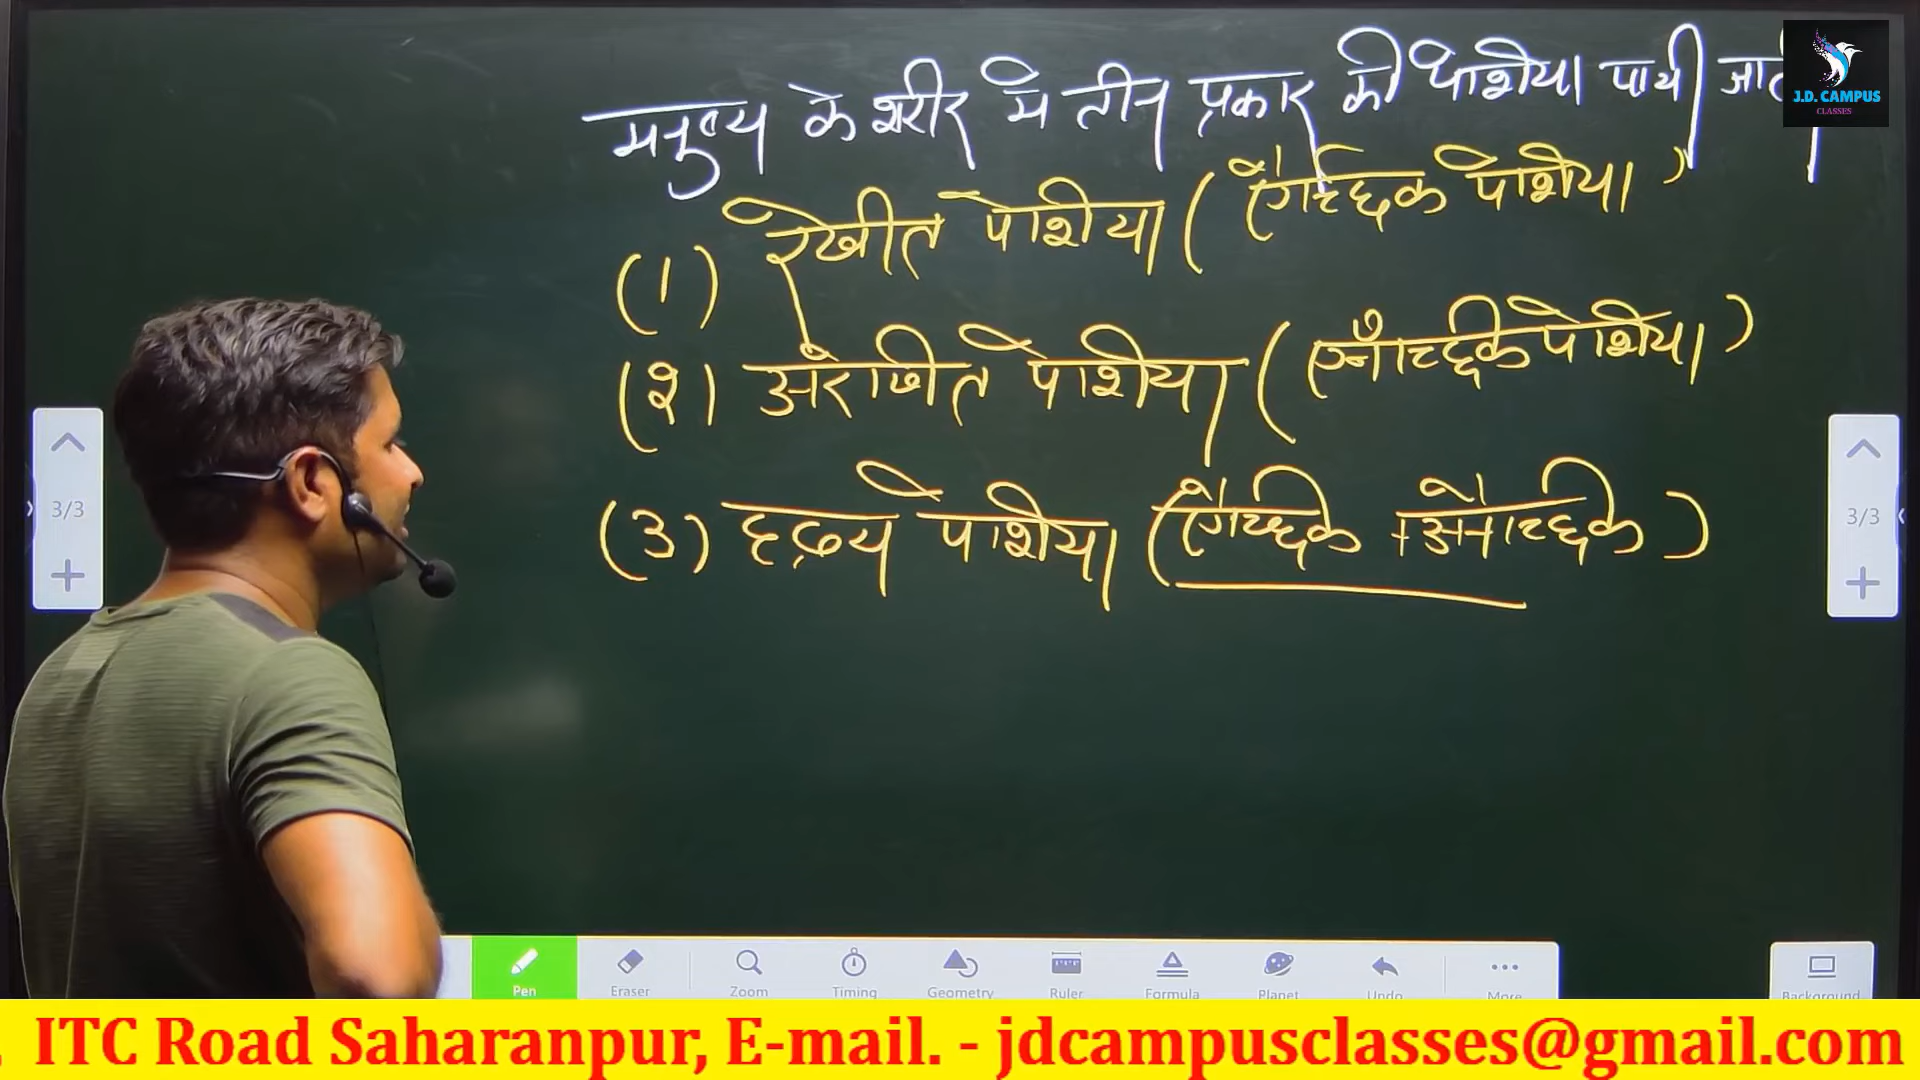 मनुष्य के शरीर मे तीन प्रकार की पेशीया पायी जाती
(1) रेखीत पेशीया ( ऐच्छिक पेशीया )
(2) अरेखीत पेशीया ( अनैच्छिक पेशीया )
(3) हृदय पेशीया ( ऐच्छिक + अनैच्छिक )
J.D. CAMPUS
CLASSES
3/3
3/3
Pen Eraser Zoom Timing Geometry Ruler Formula Planet Undo More Background
ITC Road Saharanpur, E-mail. - jdcampusclasses@gmail.com